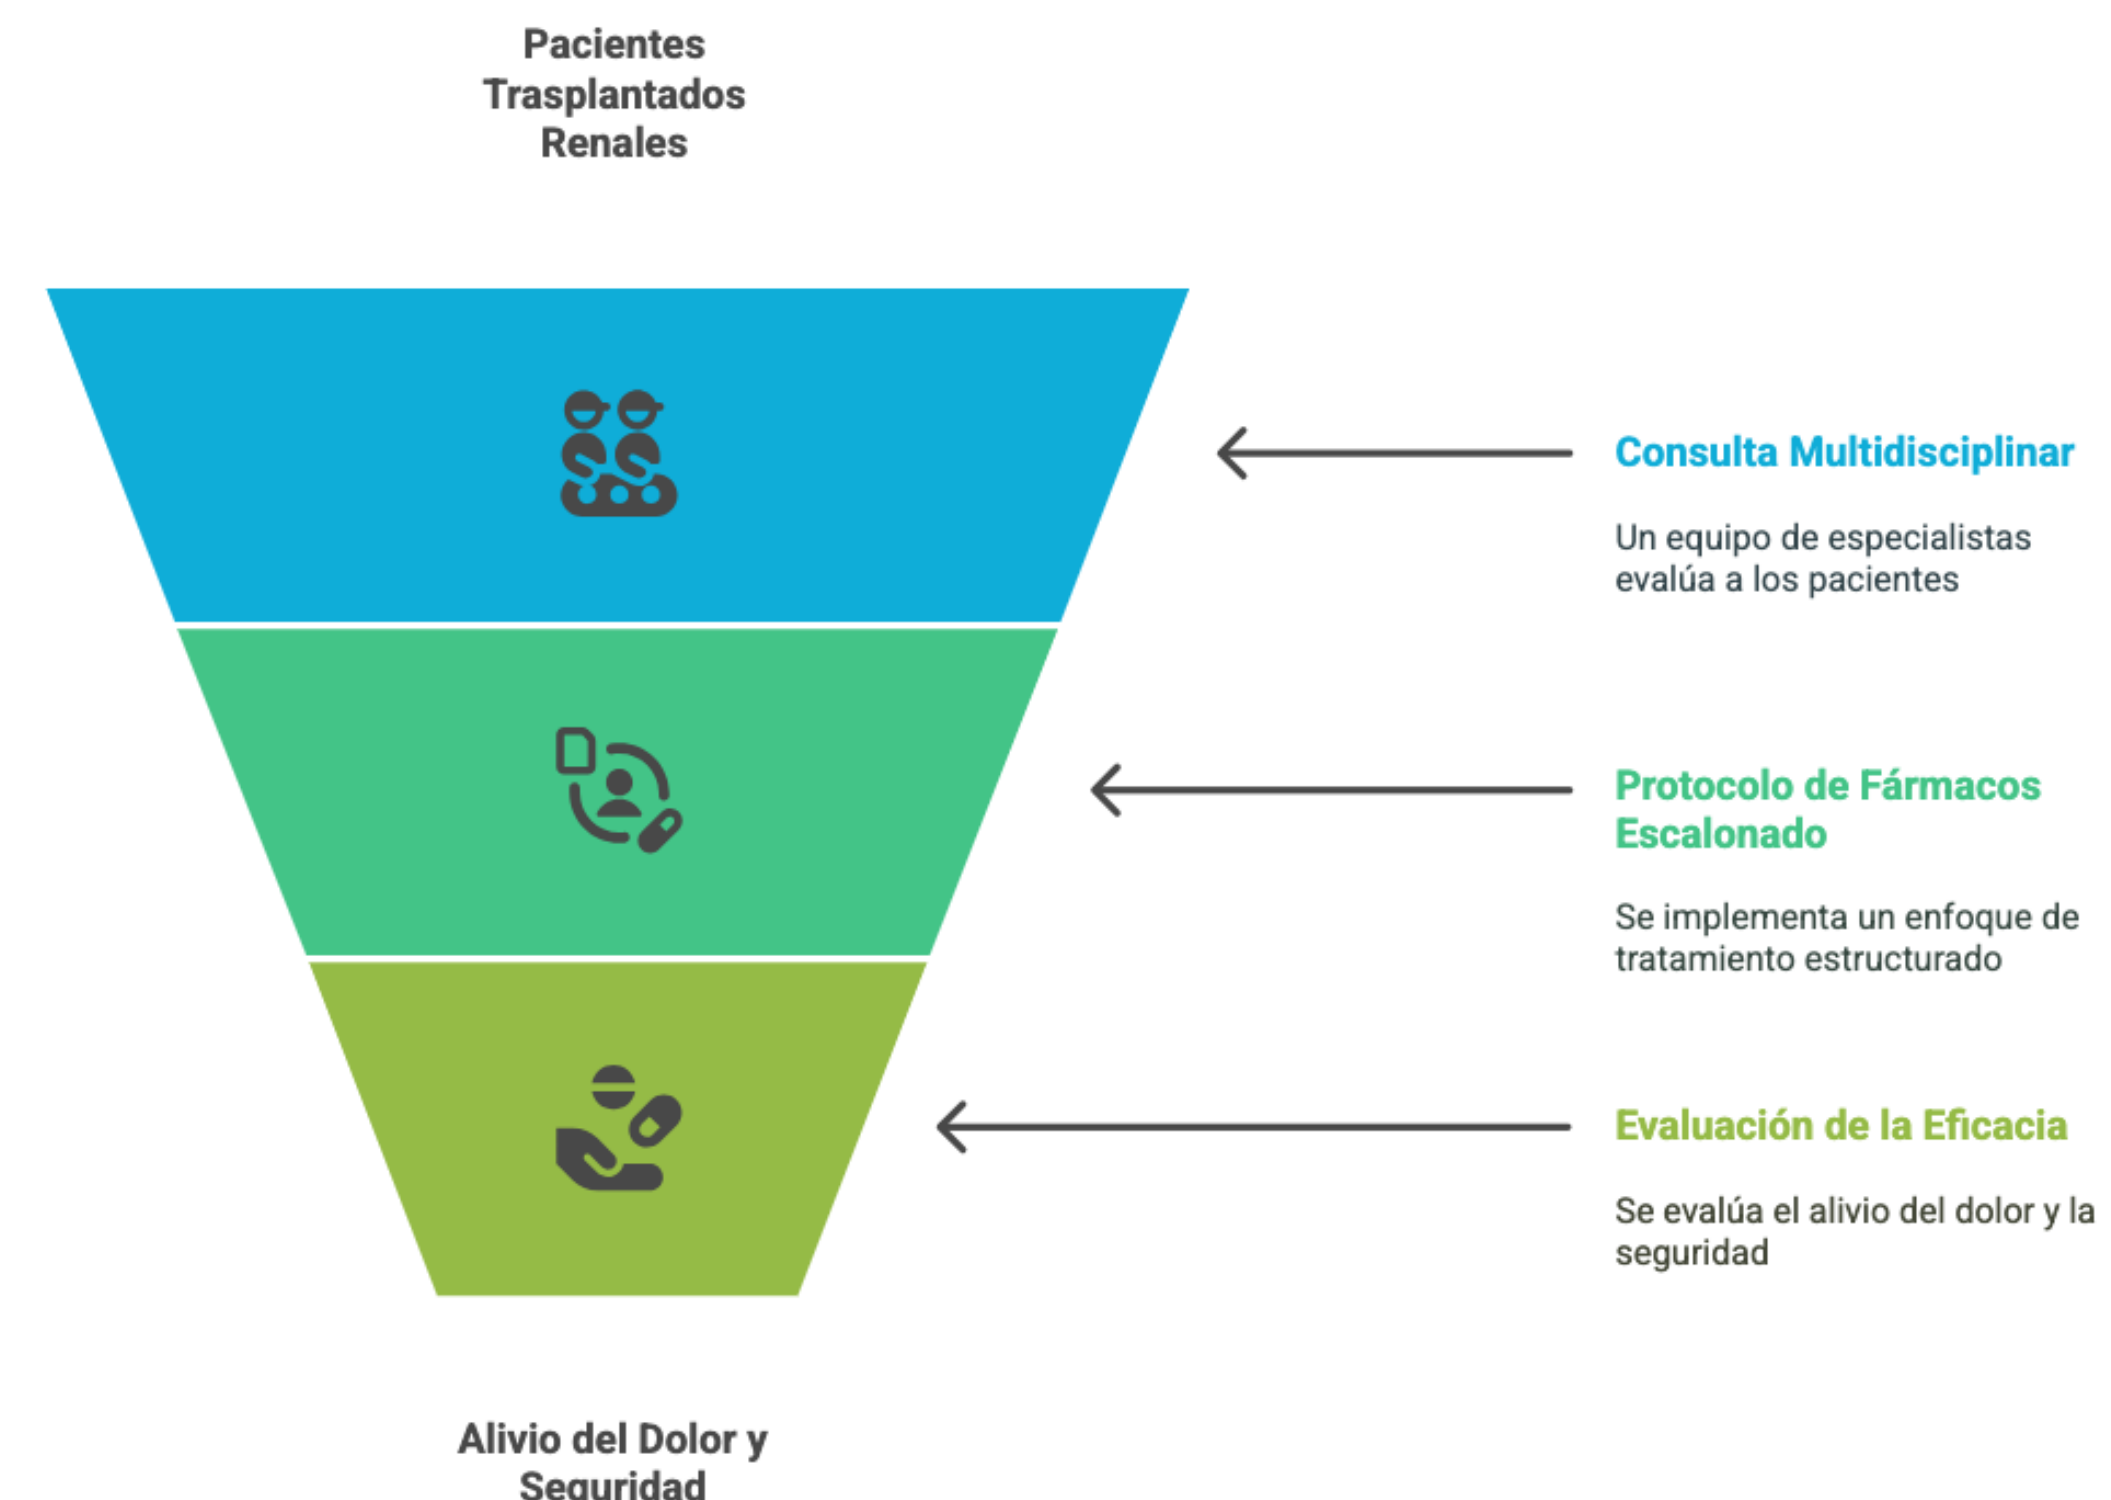 Pacientes
Trasplantados
Renales
Consulta Multidisciplinar
Un equipo de especialistas
evalúa a los pacientes
Protocolo de Fármacos
Escalonado
Se implementa un enfoque de
tratamiento estructurado
Evaluación de la Eficacia
Se evalúa el alivio del dolor y la
seguridad
Alivio del Dolor y
Seguridad